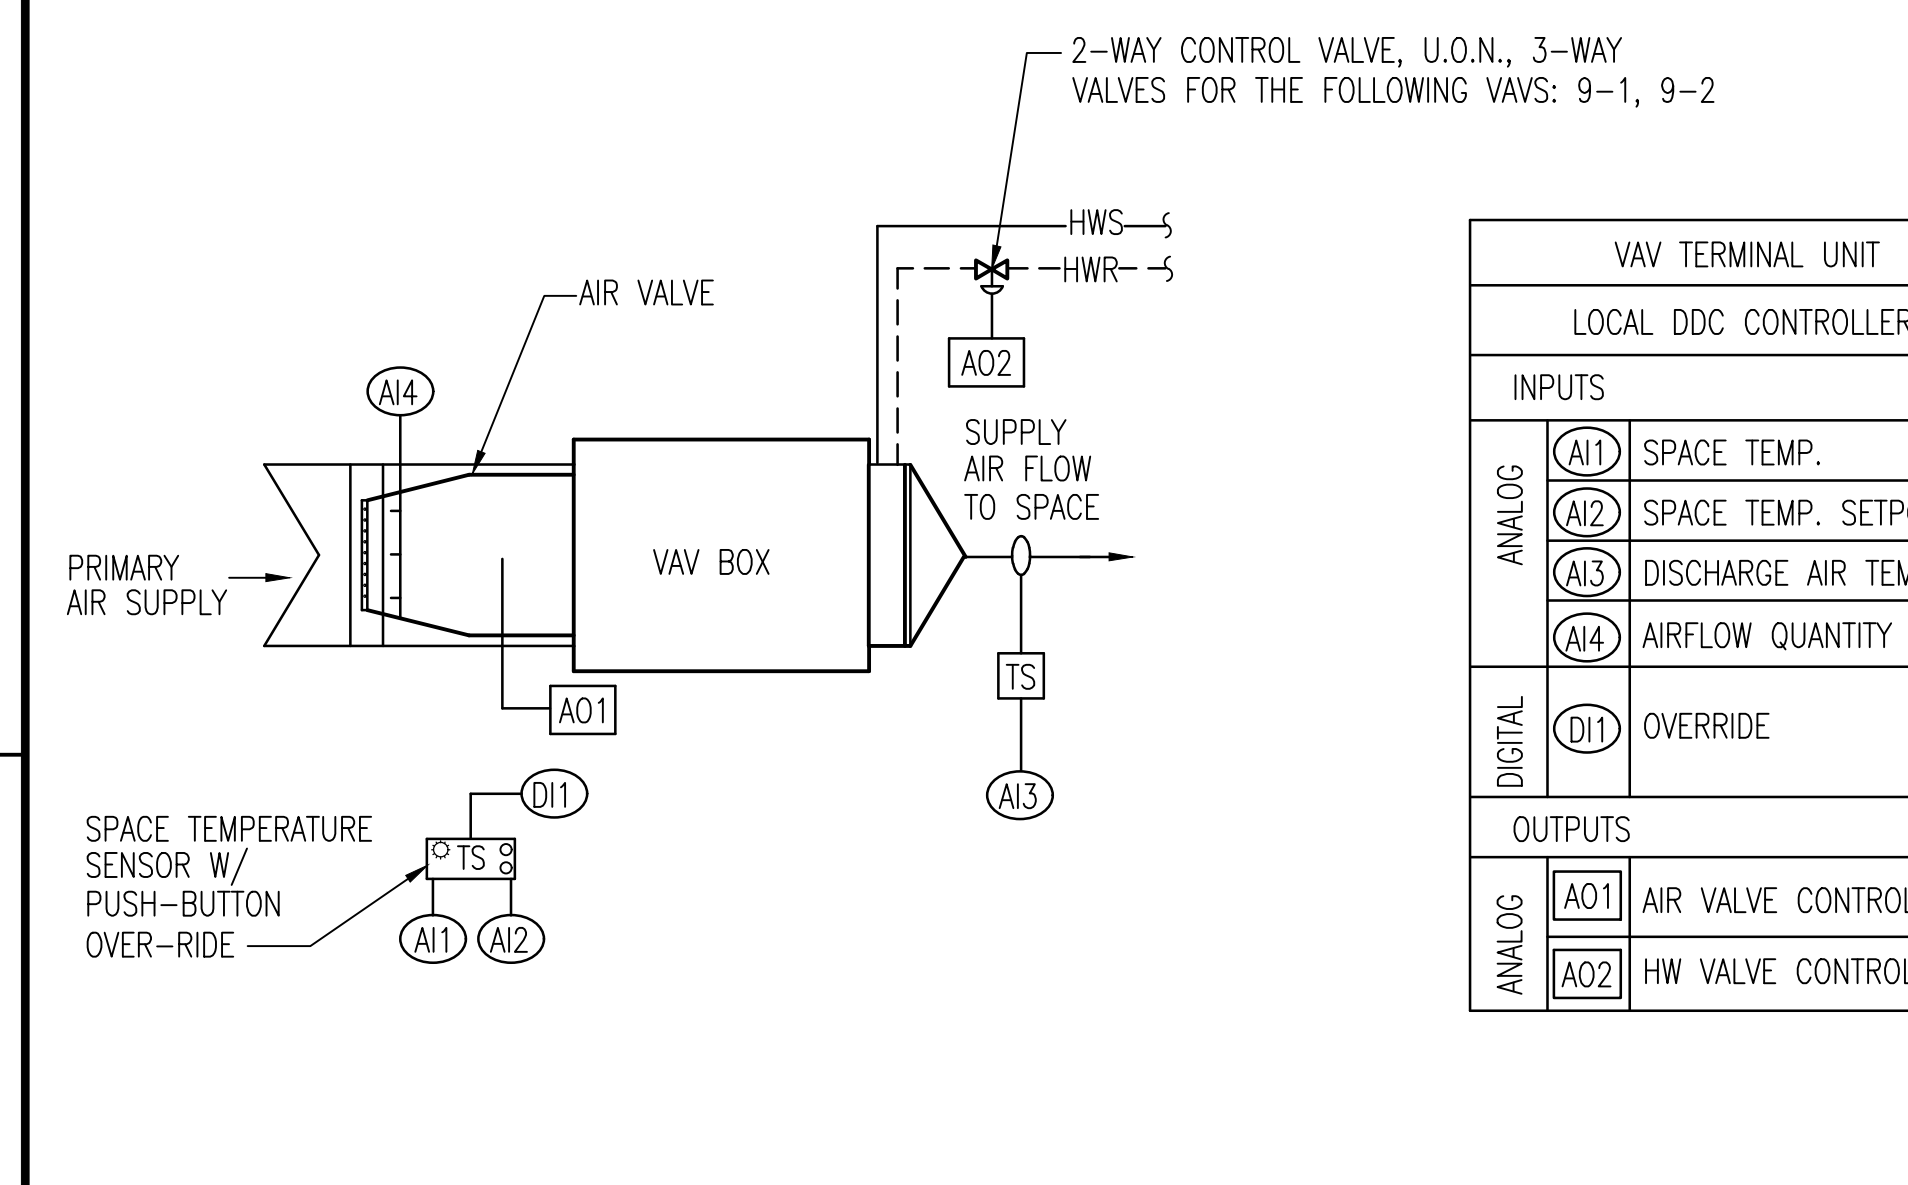 2-WAY CONTROL VALVE, U.O.N., 3-WAY
VALVES FOR THE FOLLOWING VAVS: 9-1, 9-2
HWS
HWR
AIR VALVE
AO2
AI4
SUPPLY
AIR FLOW
TO SPACE
VAV BOX
PRIMARY
AIR SUPPLY
TS
AO1
AI3
DI1
SPACE TEMPERATURE
SENSOR W/
PUSH-BUTTON
OVER-RIDE
TS
AI1
AI2
VAV TERMINAL UNIT
LOCAL DDC CONTROLLER
INPUTS
ANALOG
AI1 SPACE TEMP.
AI2 SPACE TEMP.
AI3 DISCHARGE AIR
AI4 AIRFLOW QUANTITY
DIGITAL
DI1 OVERRIDE
OUTPUTS
ANALOG
AO1 AIR VALVE CONTROL
AO2 HW VALVE CONTROL